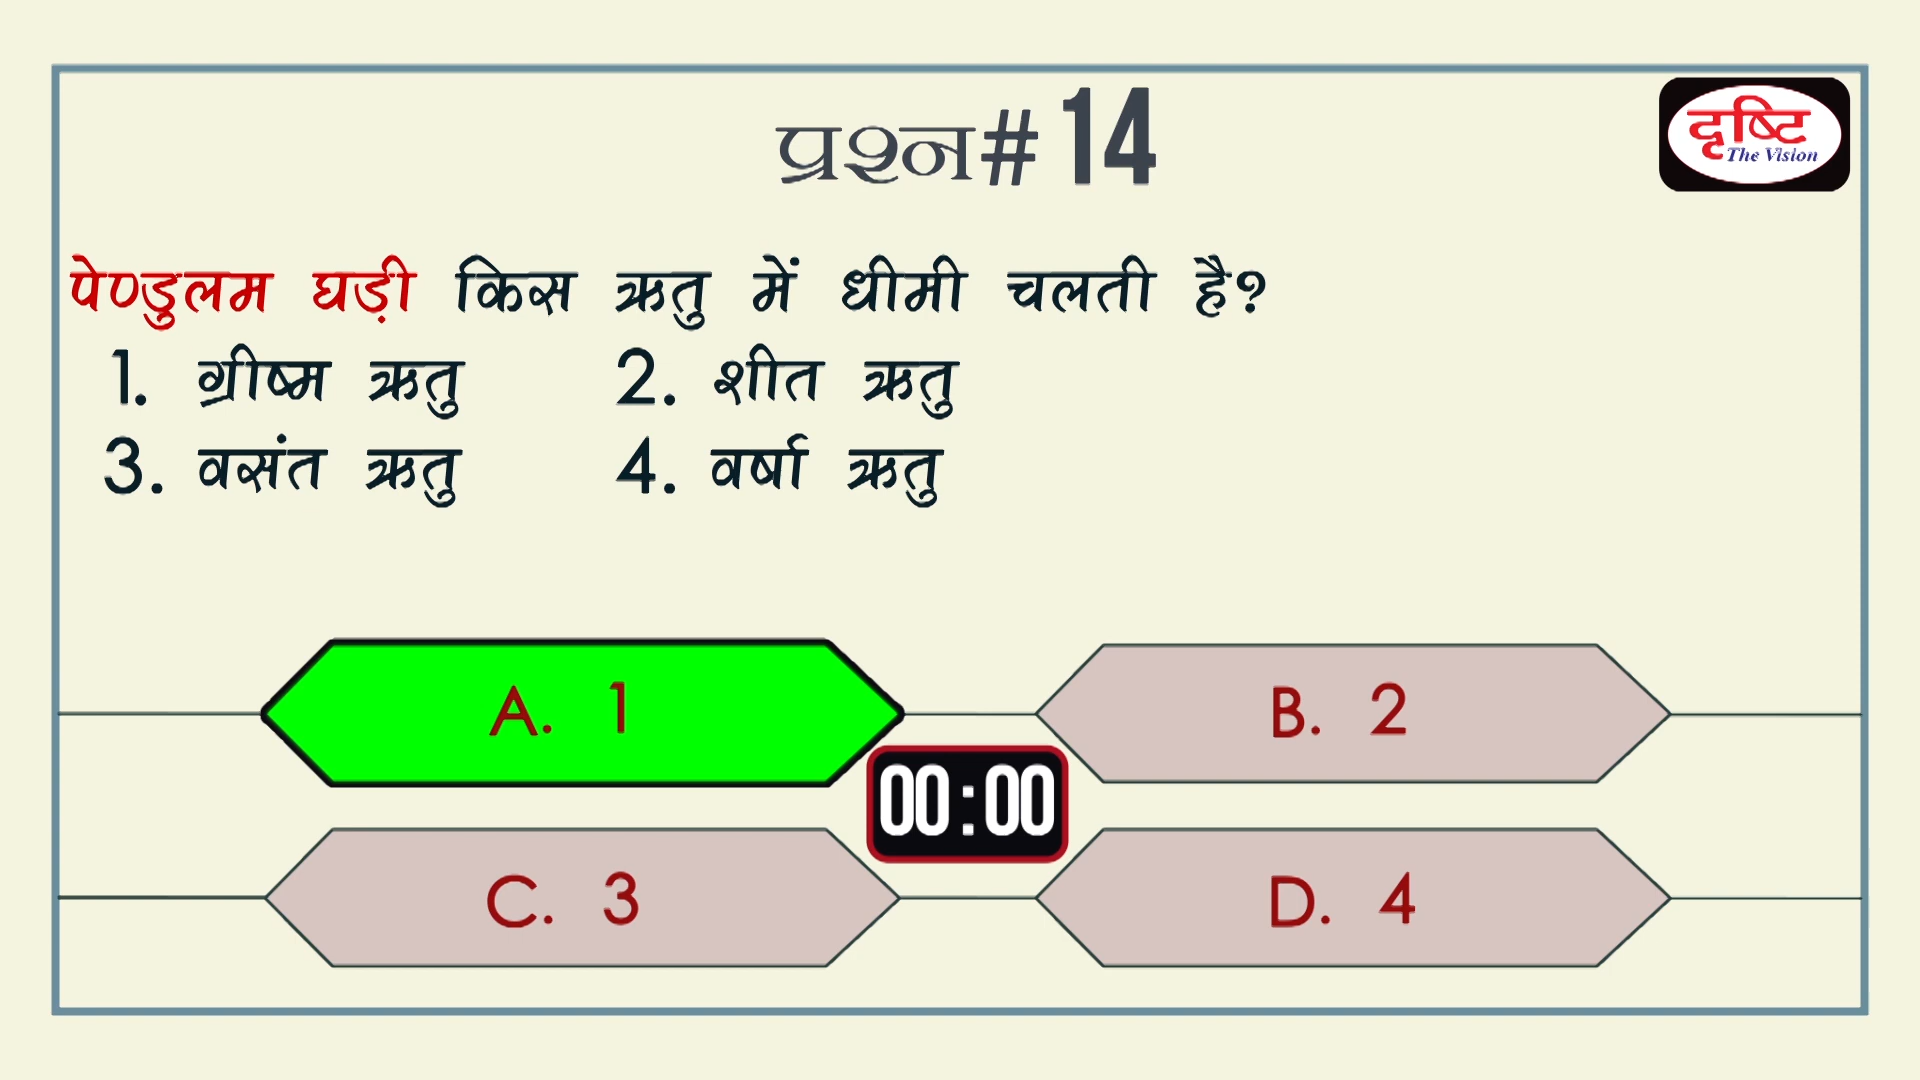 प्रश्न# 14
दृष्टि
The Vision
पेण्डुलम घड़ी किस ऋतु में धीमी चलती है?
1. ग्रीष्म ऋतु 2. शीत ऋतु
3. वसंत ऋतु 4. वर्षा ऋतु
A. 1 B. 2
00:00
C. 3 D. 4